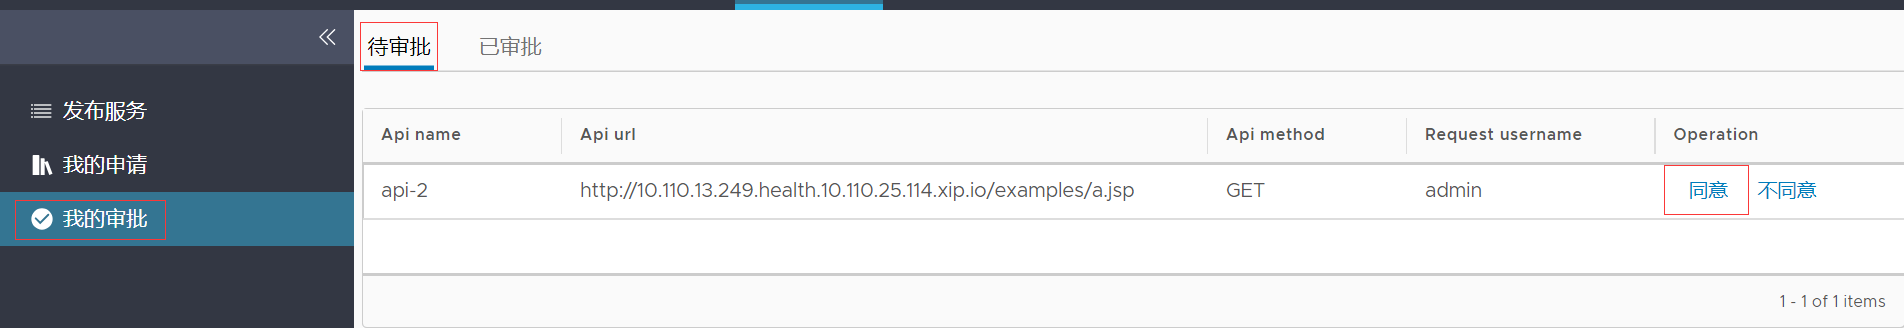 待审批 已审批
发布服务
我的申请
我的审批
Api name Api url Api method Request username Operation
api-2 http://10.110.13.249.health.10.110.25.114.xip.io/examples/a.jsp GET admin 同意 不同意
1 - 1 of 1 items